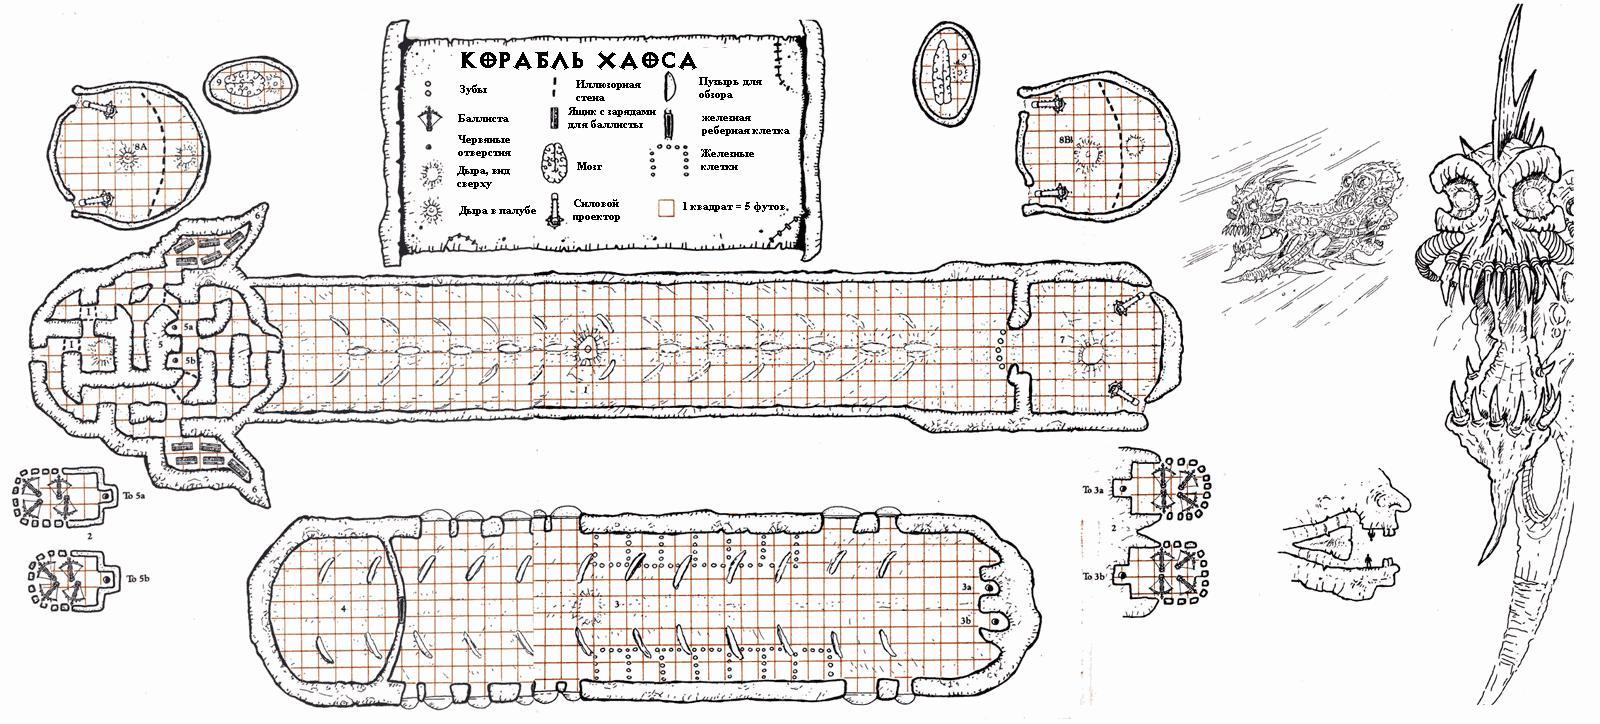 КОРАБЛЬ ХАОСА
Зубы
Баллиста
Червяные
отверстия
Дыра, вид
сверху
Дыра в палубе
Иллюзорная
стена
Ящик с зарядами
для баллисты
Мозг
Силовой
проектор
Пузырь для
обзора
железная
реберная клетка
Железные
клетки
1 квадрат = 5 футов.
9
8A
9
8B
6
5a
5
1
5b
6
1
7
To 5a
2
To 5b
4
3
3a
3b
To 3a
2
To 3b